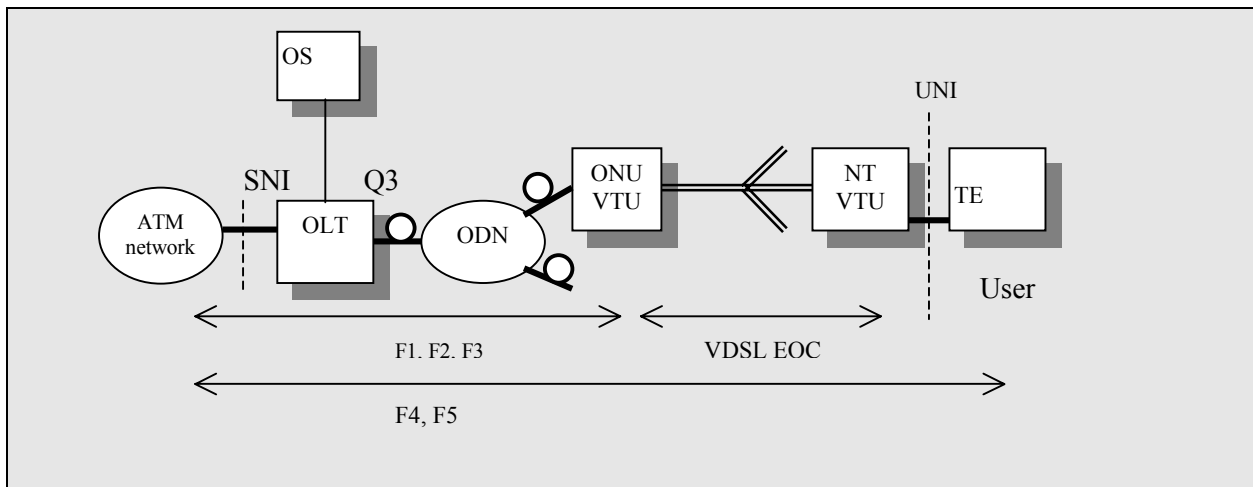 OS
UNI
SNI
Q3
ONU
VTU
NT
VTU
ATM
network
OLT
ODN
TE
User
F1. F2. F3
VDSL EOC
F4, F5